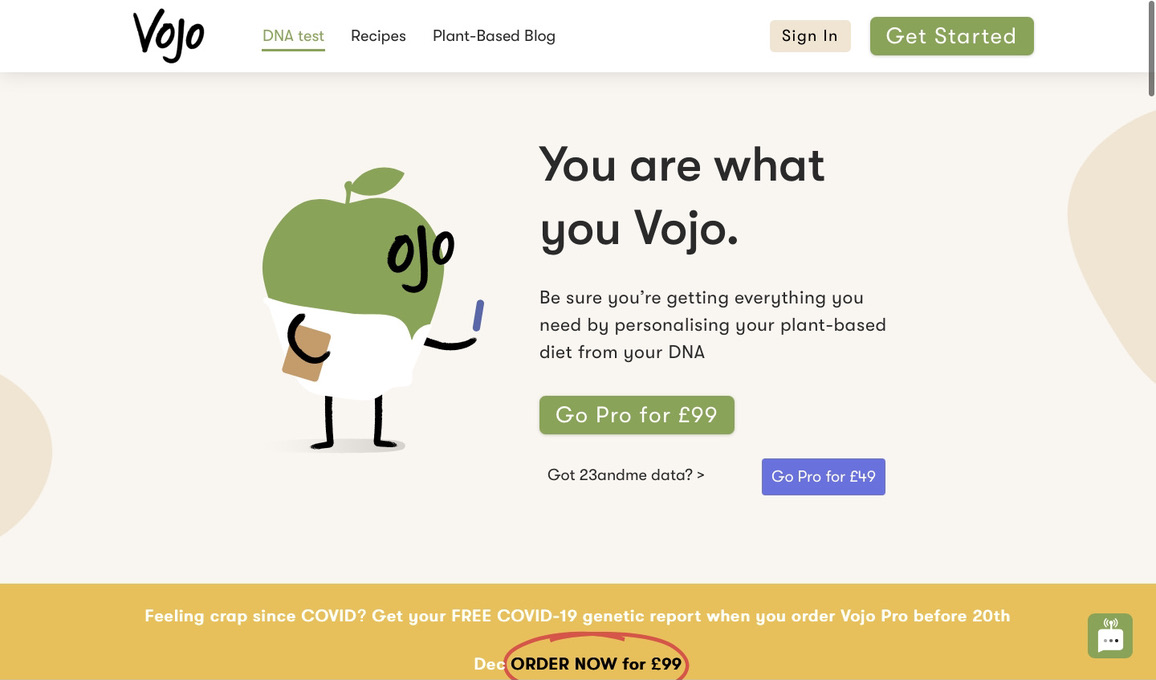 Vojo
DNA test
Recipes
Plant-Based Blog
Sign In
Get Started
You are what
you Vojo.
ojo
Be sure you’re getting everything you
need by personalising your plant-based
diet from your DNA
Go Pro for £99
Got 23andme data? >
Go Pro for £49
Feeling crap since COVID? Get your FREE COVID-19 genetic report when you order Vojo Pro before 20th
Dec ORDER NOW for £99